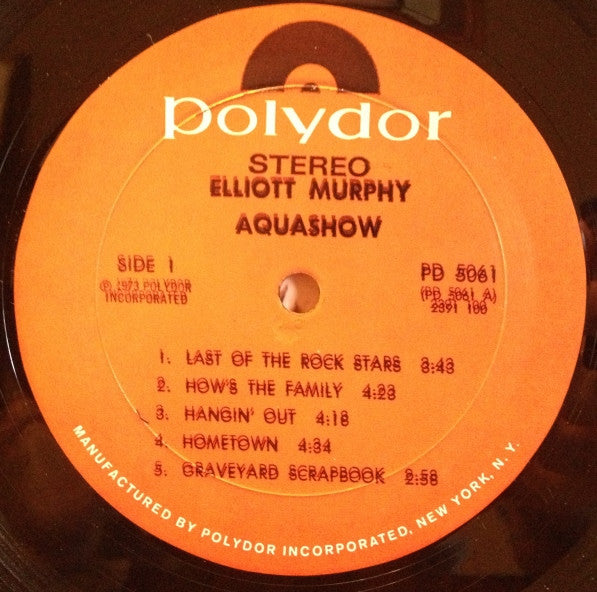 polydor
STEREO
ELLIOTT MURPHY
AQUASHOW
SIDE 1
℗ 1973 POLYDOR
INCORPORATED
PD 5061
(PD 5061 A)
2391 100
1. LAST OF THE ROCK STARS 3:43
2. HOW'S THE FAMILY 4:23
3. HANGIN' OUT 4:18
4. HOMETOWN 4:34
5. GRAVEYARD SCRAPBOOK 2:58
MANUFACTURED BY POLYDOR INCORPORATED, NEW YORK, N. Y.